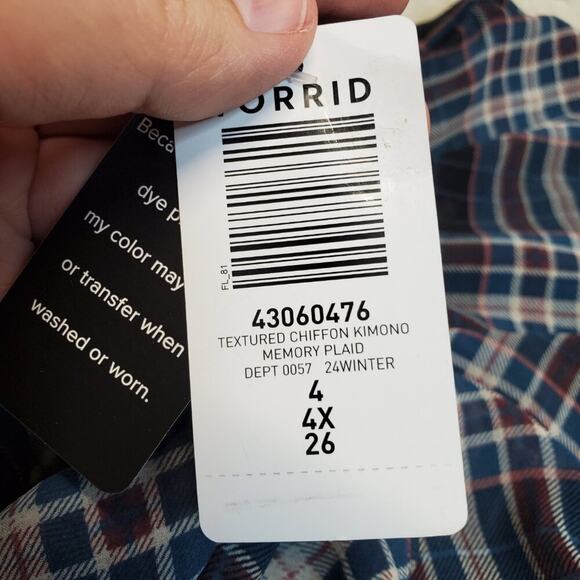 TORRID
FL_81
43060476
TEXTURED CHIFFON KIMONO
MEMORY PLAID
DEPT 0057 24WINTER
4
4X
26
Beca
dye p
my color may
or transfer when
washed or worn.